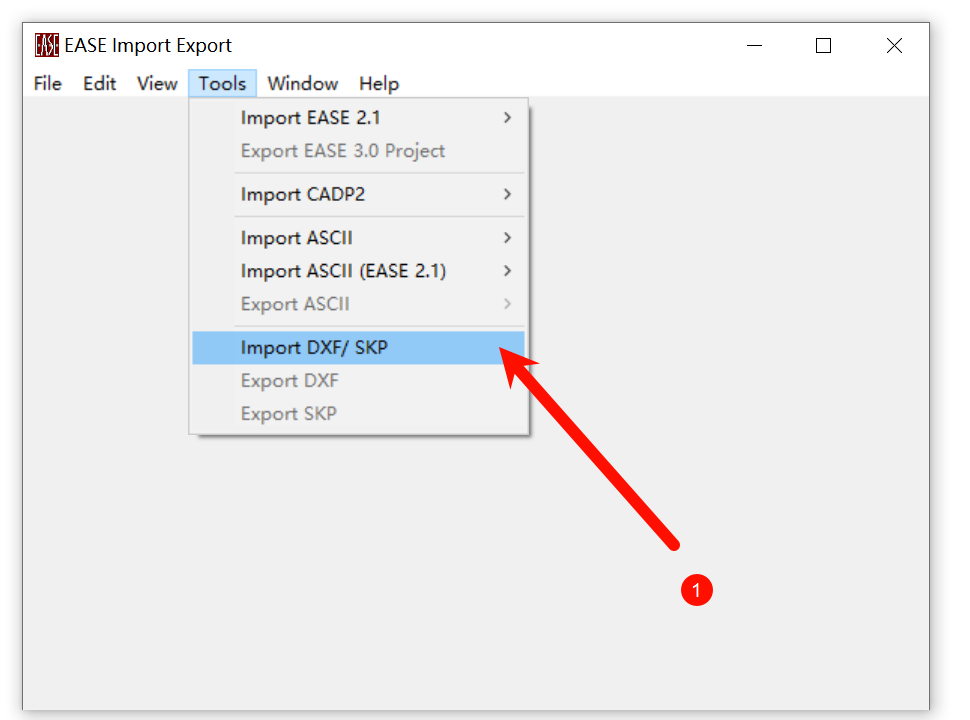 EASE EASE Import Export
File Edit View Tools Window Help
Import EASE 2.1
Export EASE 3.0 Project
Import CADP2
Import ASCII
Import ASCII (EASE 2.1)
Export ASCII
Import DXF/ SKP
Export DXF
Export SKP
1